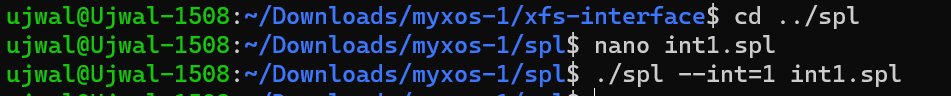 ujwal@Ujwal-1508:~/Downloads/myxos-1/xfs-interface$ cd ../spl
ujwal@Ujwal-1508:~/Downloads/myxos-1/spl$ nano int1.spl
ujwal@Ujwal-1508:~/Downloads/myxos-1/spl$ ./spl --int=1 int1.spl